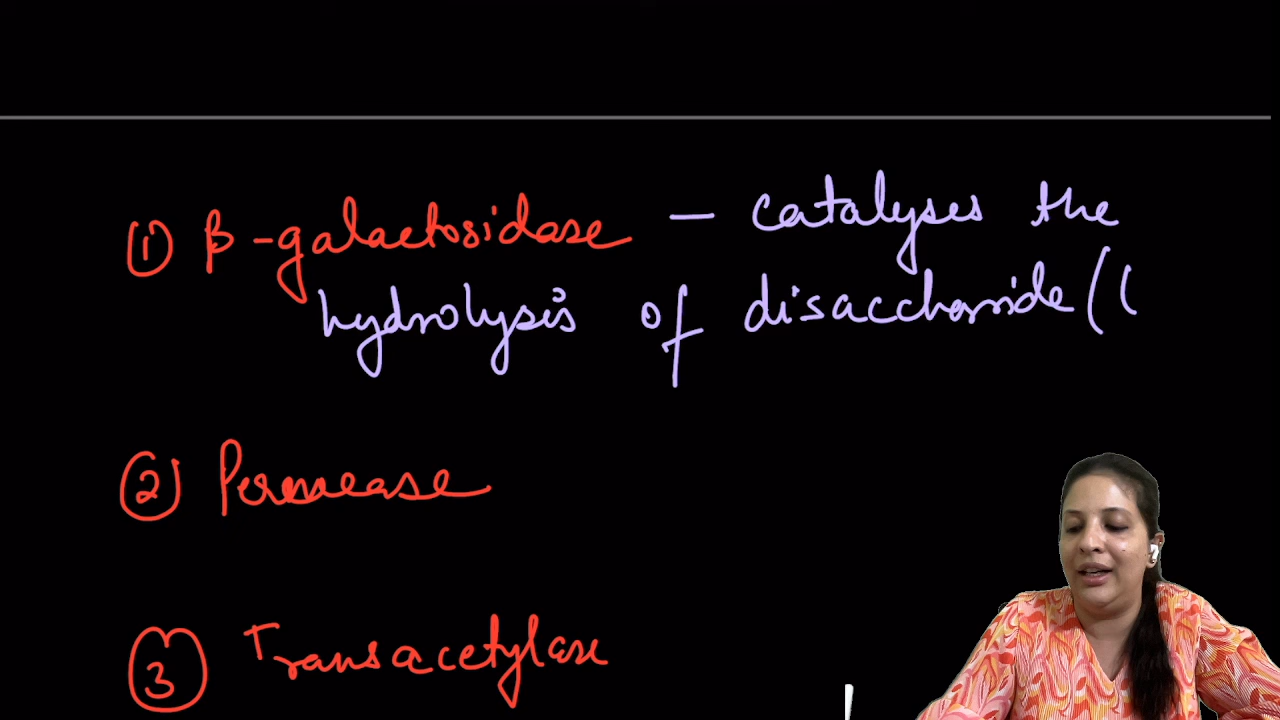 ① β-galactosidase – catalyses the
hydrolysis of disaccharide ((
② Permease
③ Transacetylase